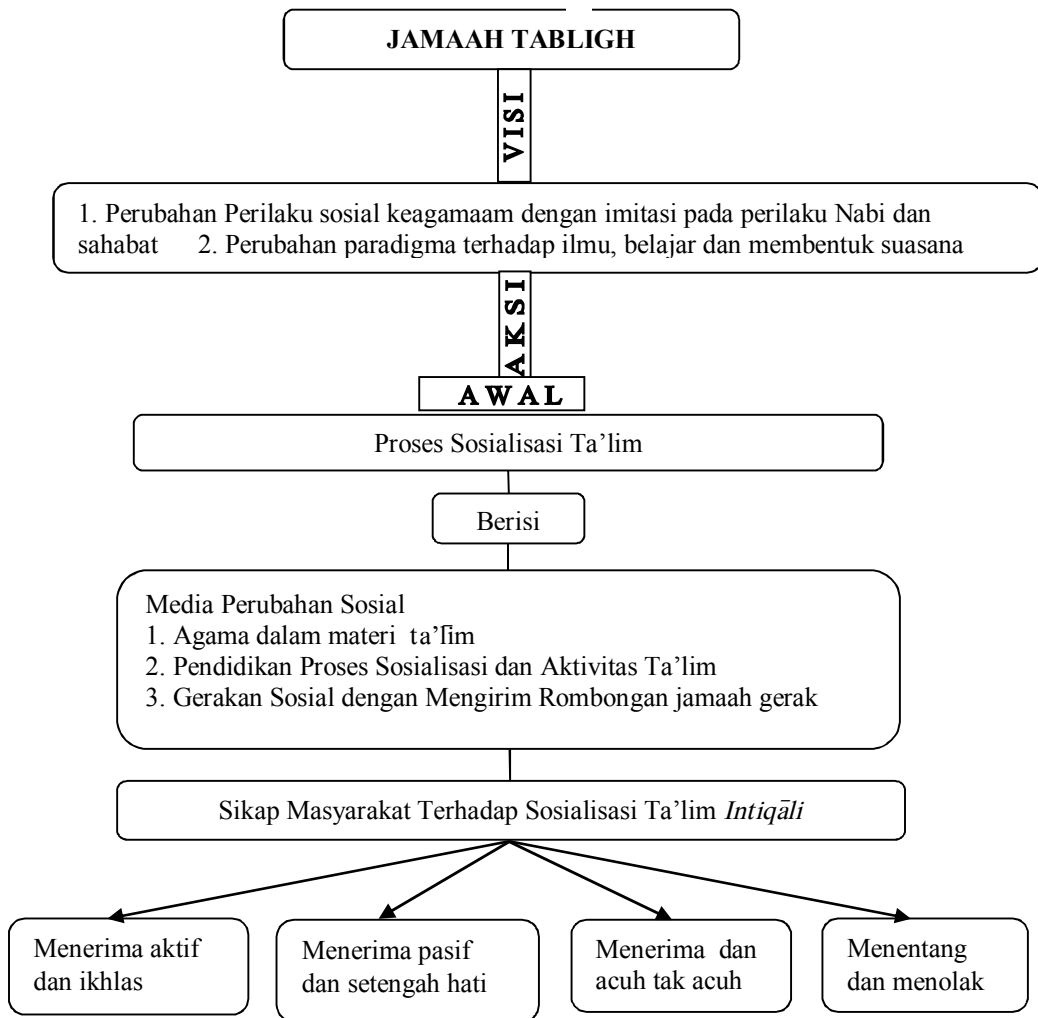 JAMAAH TABLIGH
VISI
1. Perubahan Perilaku sosial keagamaam dengan imitasi pada perilaku Nabi dan
sahabat 2. Perubahan paradigma terhadap ilmu, belajar dan membentuk suasana
AKSI
AWAL
Proses Sosialisasi Ta’lim
Berisi
Media Perubahan Sosial
1. Agama dalam materi ta’līm
2. Pendidikan Proses Sosialisasi dan Aktivitas Ta’lim
3. Gerakan Sosial dengan Mengirim Rombongan jamaah gerak
Sikap Masyarakat Terhadap Sosialisasi Ta’lim Intiqāli
Menerima aktif
dan ikhlas
Menerima pasif
dan setengah hati
Menerima dan
acuh tak acuh
Menentang
dan menolak